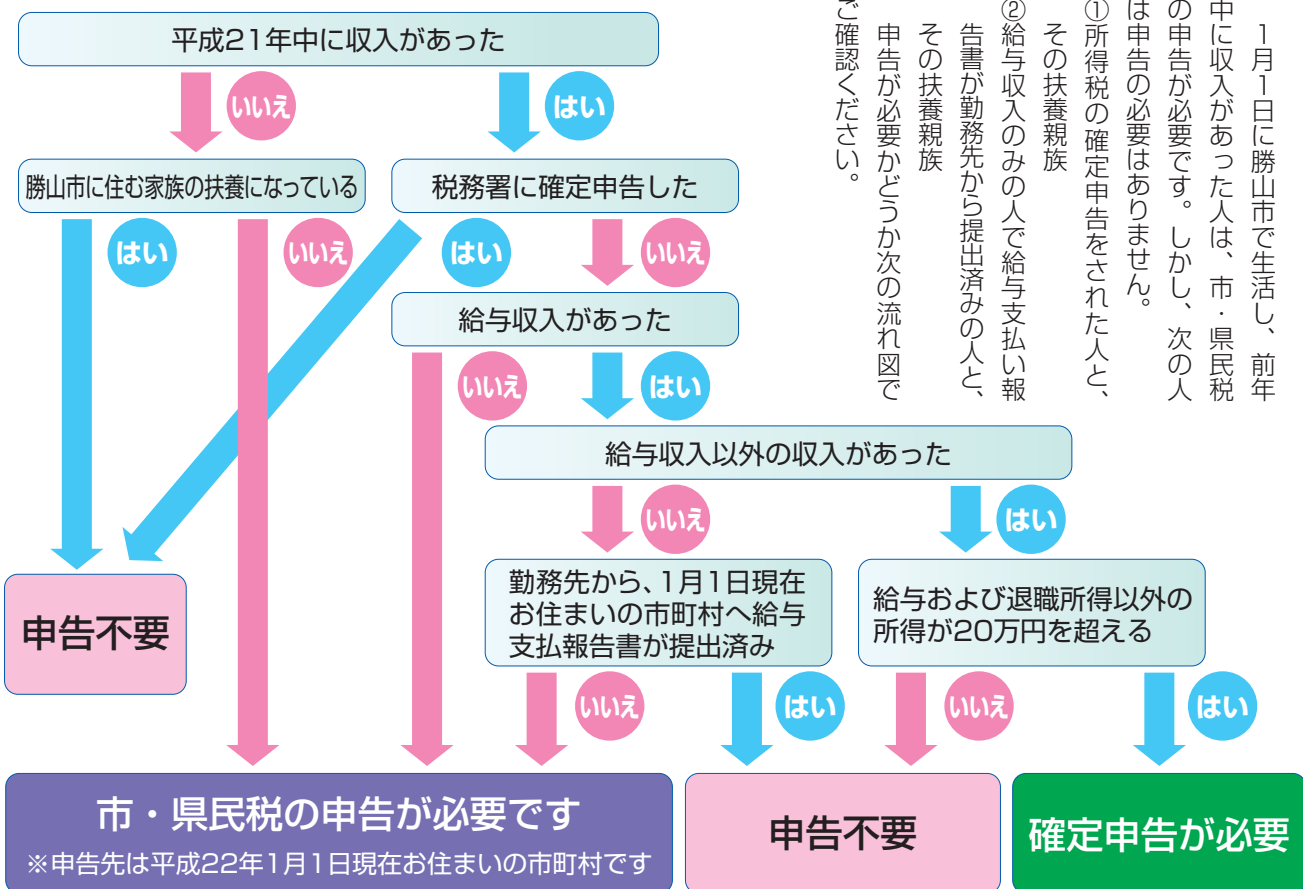 １月１日に勝山市で生活し、前年
中に収入があった人は、市・県民税
の申告が必要です。しかし、次の人
は申告の必要はありません。
①所得税の確定申告をされた人と、
その扶養親族
②給与収入のみの人で給与支払い報
告書が勤務先から提出済みの人と、
その扶養親族
申告が必要かどうか次の流れ図で
ご確認ください。
平成21年中に収入があった
いいえ
はい
勝山市に住む家族の扶養になっている
税務署に確定申告した
はい
いいえ
はい
いいえ
給与収入があった
いいえ
はい
給与収入以外の収入があった
いいえ
はい
勤務先から、1月1日現在
お住まいの市町村へ給与
支払報告書が提出済み
給与および退職所得以外の
所得が20万円を超える
申告不要
いいえ
はい
いいえ
はい
市・県民税の申告が必要です
※申告先は平成22年1月1日現在お住まいの市町村です
申告不要
確定申告が必要